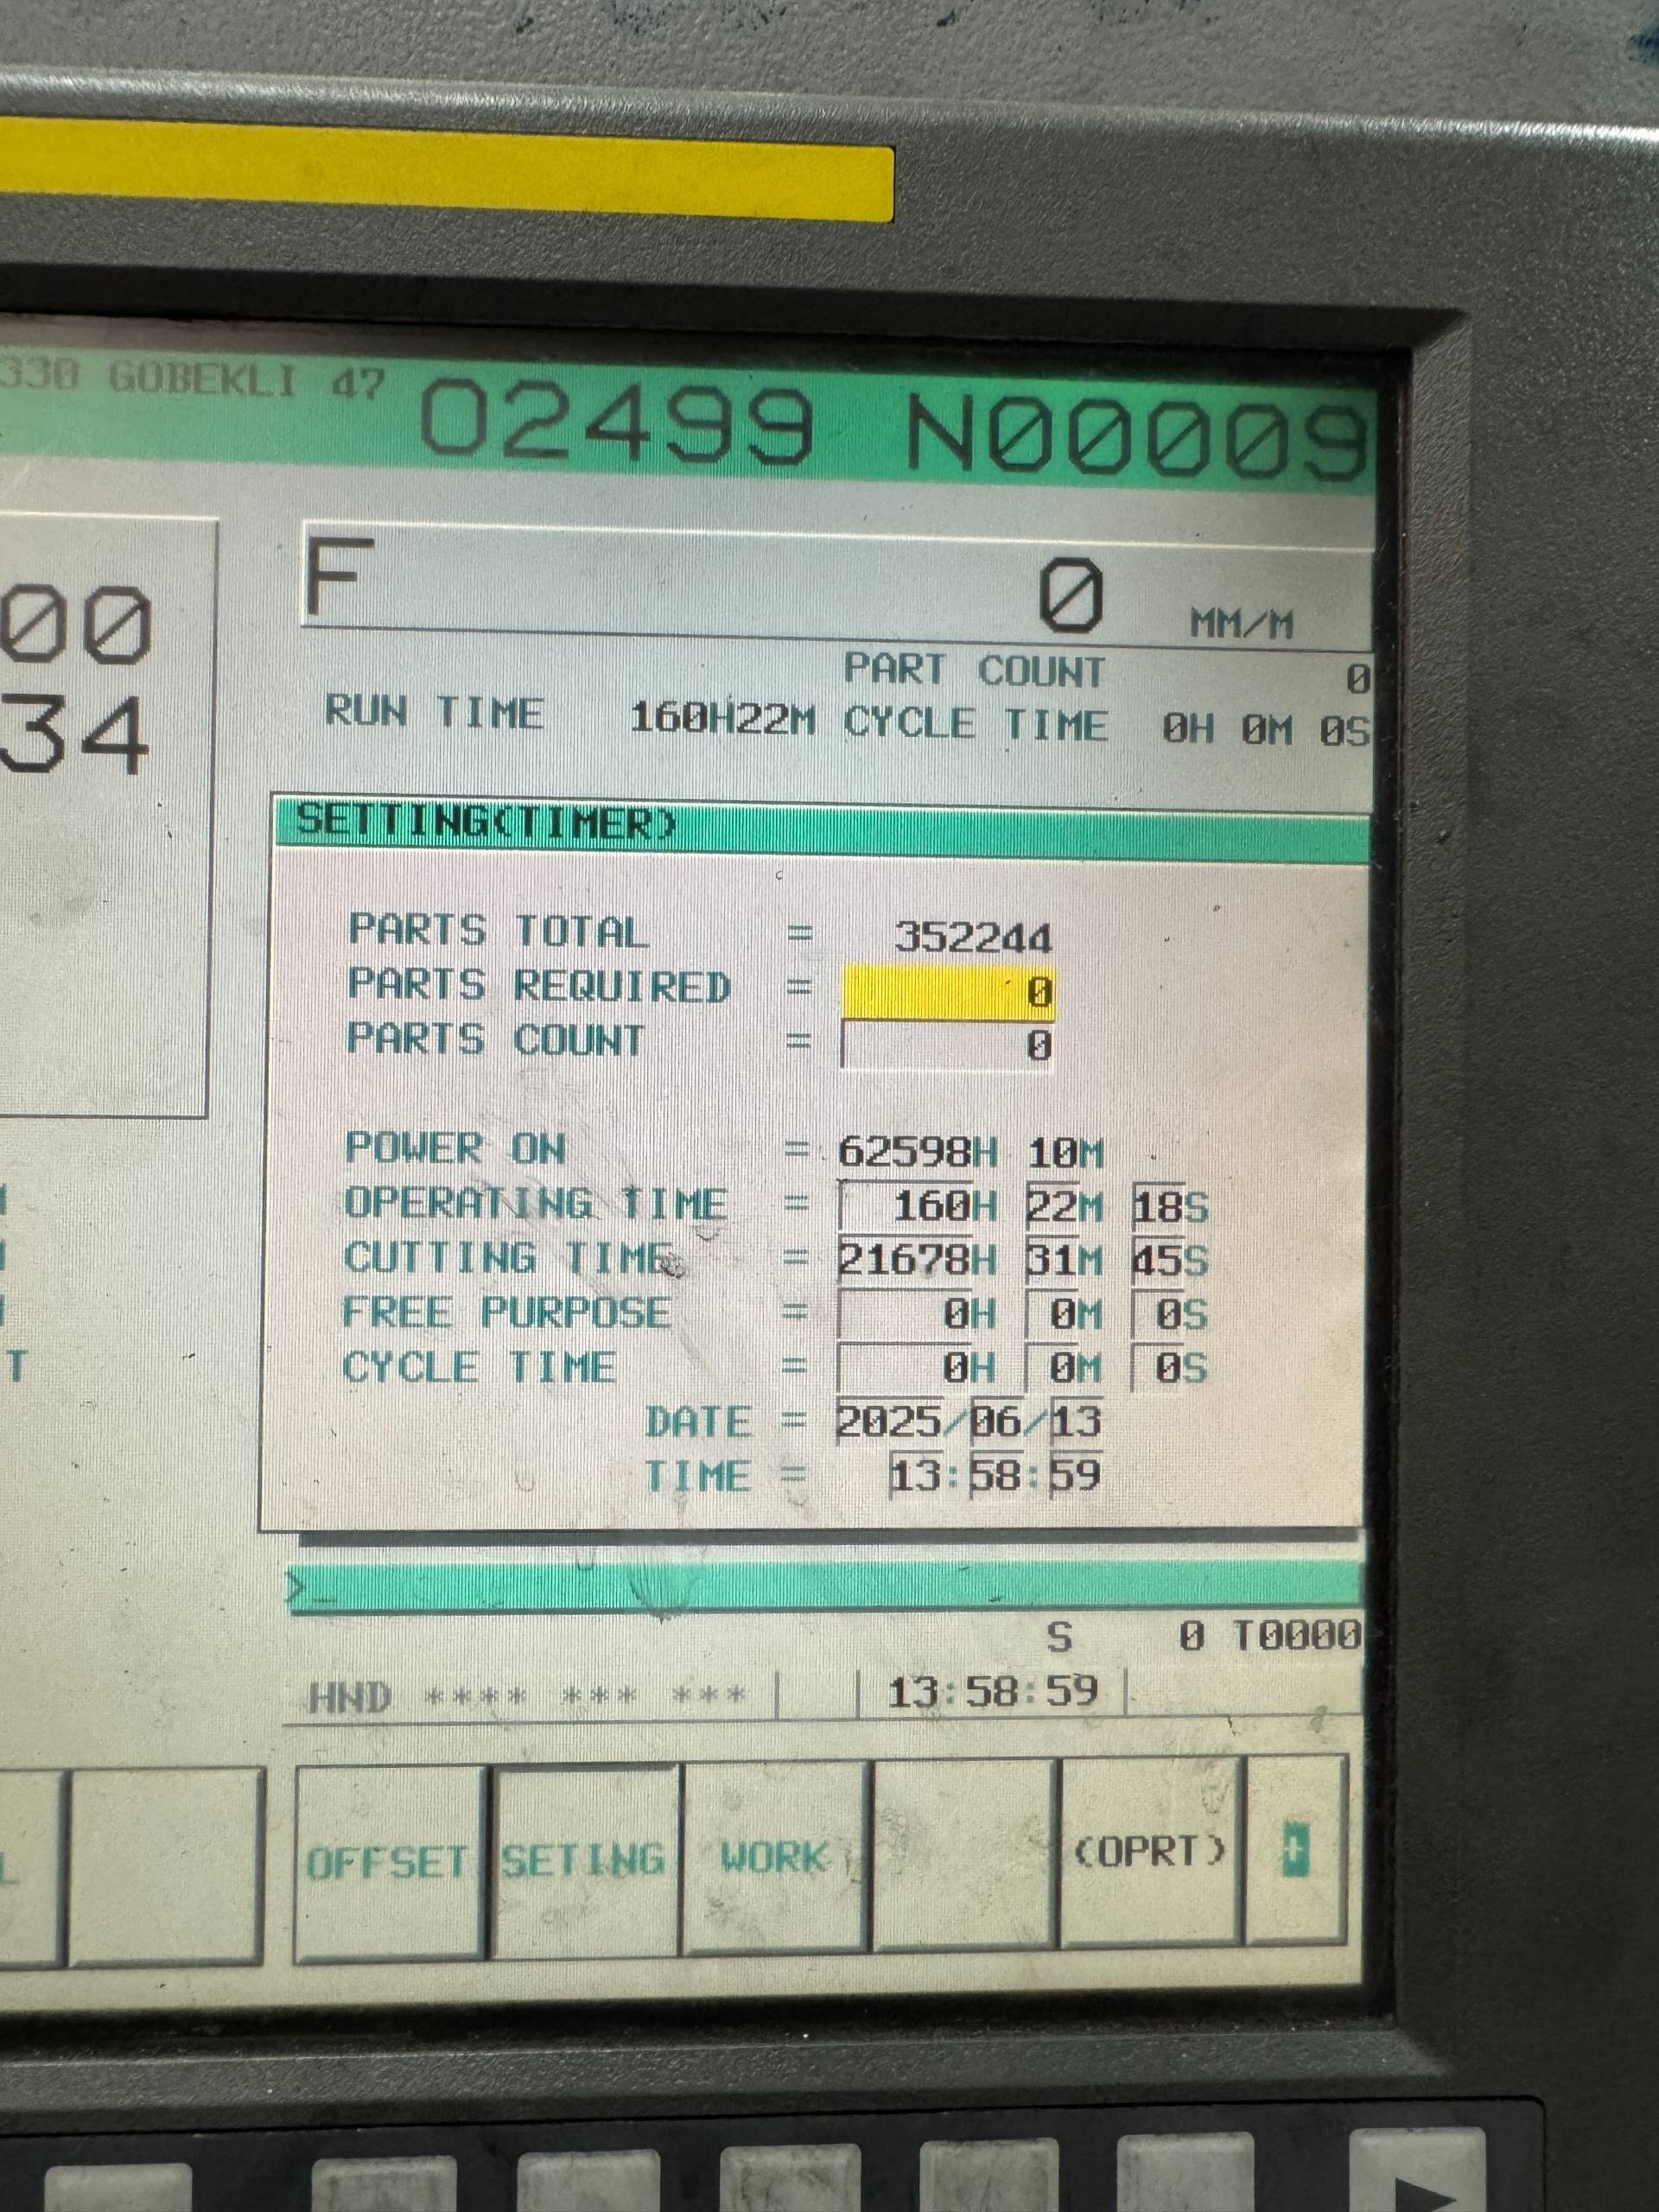 330 GOBEKLI 47 O2499 N00009
00
34
F 0 MM/M
PART COUNT 0
RUN TIME 160H22M CYCLE TIME 0H 0M 0S
SETTING(TIMER)
PARTS TOTAL = 352244
PARTS REQUIRED = 0
PARTS COUNT = 0
POWER ON = 62598H 10M
OPERATING TIME = 160H 22M 18S
CUTTING TIME = 21678H 31M 45S
FREE PURPOSE = 0H 0M 0S
CYCLE TIME = 0H 0M 0S
DATE = 2025/06/13
TIME = 13:58:59
>_
S 0 T0000
HND **** *** *** 13:58:59
OFFSET SETING WORK (OPRT) +